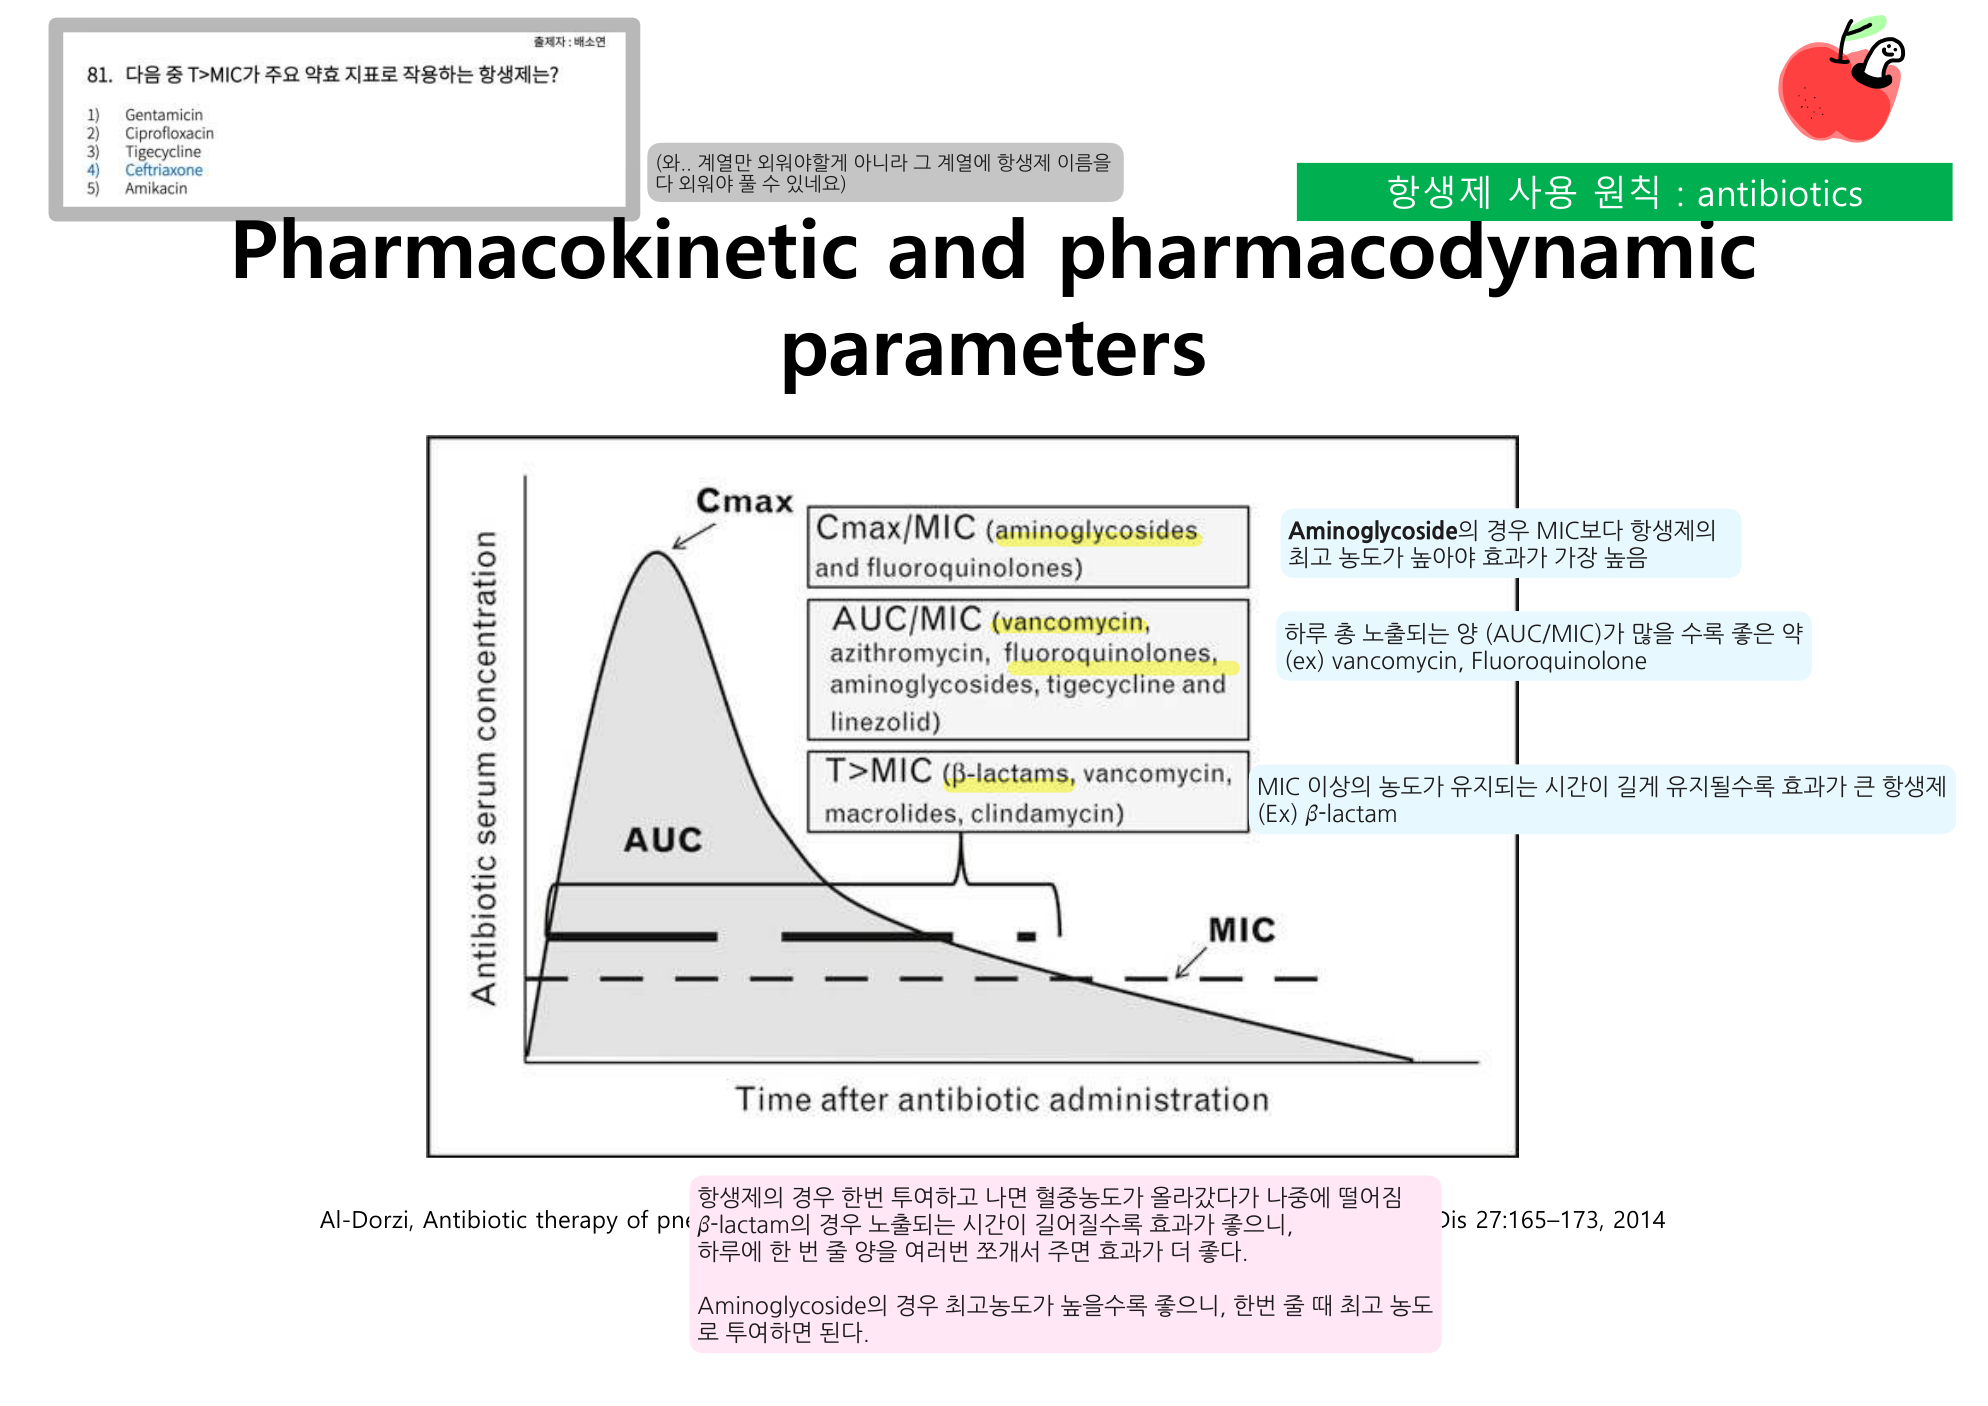 출제자 : 배소연
81. 다음 중 T>MIC가 주요 약효 지표로 작용하는 항생제는?
1) Gentamicin
2) Ciprofloxacin
3) Tigecycline
4) Ceftriaxone
5) Amikacin
(와.. 계열만 외워야할게 아니라 그 계열에 항생제 이름을
다 외워야 풀 수 있네요)
항생제 사용 원칙 : antibiotics
Pharmacokinetic and pharmacodynamic
parameters
Antibiotic serum concentration
Cmax
Cmax/MIC (aminoglycosides
and fluoroquinolones)
Aminoglycoside의 경우 MIC보다 항생제의
최고 농도가 높아야 효과가 가장 높음
AUC/MIC (vancomycin,
azithromycin, fluoroquinolones,
aminoglycosides, tigecycline and
linezolid)
하루 총 노출되는 양 (AUC/MIC)가 많을 수록 좋은 약
(ex) vancomycin, Fluoroquinolone
T>MIC (β-lactams, vancomycin,
macrolides, clindamycin)
MIC 이상의 농도가 유지되는 시간이 길게 유지될수록 효과가 큰 항생제
(Ex) β-lactam
AUC
MIC
Time after antibiotic administration
Al-Dorzi, Antibiotic therapy of Dis 27:165–173, 2014
항생제의 경우 한번 투여하고 나면 혈중농도가 올라갔다가 나중에 떨어짐
β-lactam의 경우 노출되는 시간이 길어질수록 효과가 좋으니,
하루에 한 번 줄 양을 여러번 쪼개서 주면 효과가 더 좋다.
Aminoglycoside의 경우 최고농도가 높을수록 좋으니, 한번 줄 때 최고 농도
로 투여하면 된다.